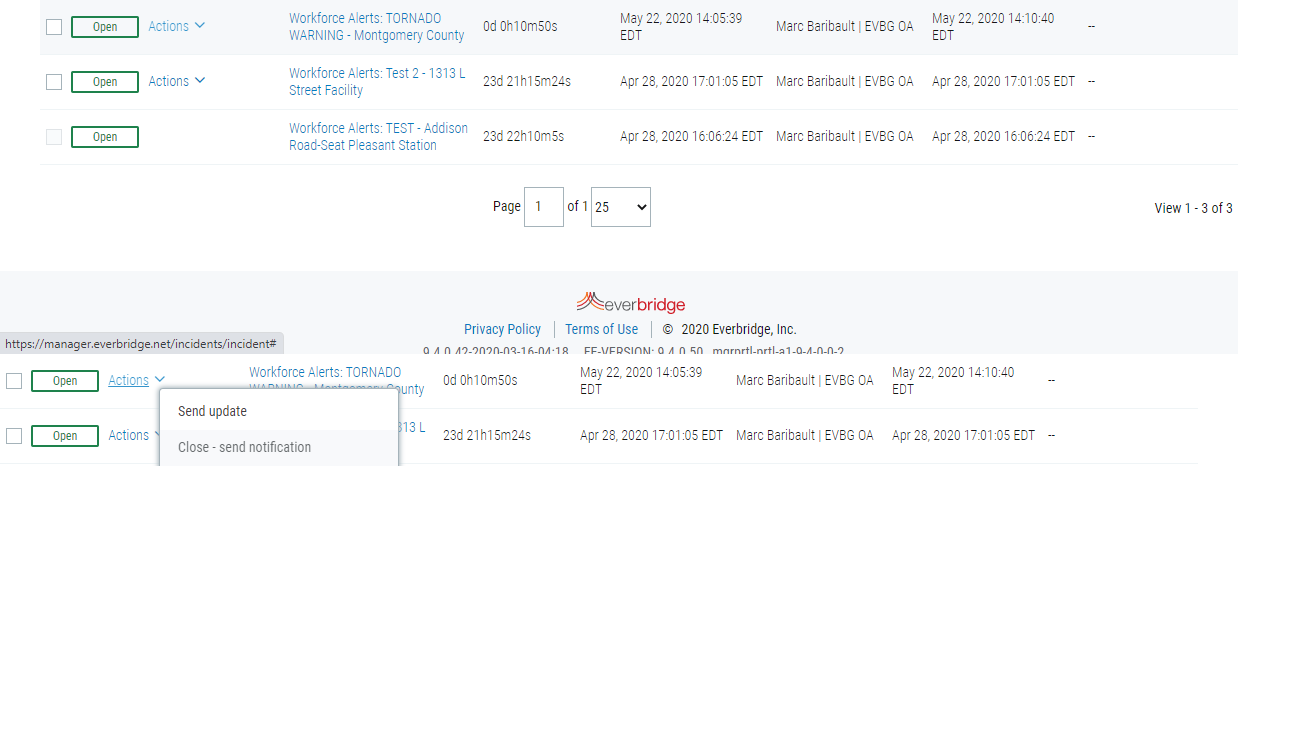 Open Actions Workforce Alerts: TORNADO WARNING - Montgomery County 0d 0h10m50s May 22, 2020 14:05:39 EDT Marc Baribault | EVBG OA May 22, 2020 14:10:40 EDT --
Open Actions Workforce Alerts: Test 2 - 1313 L Street Facility 23d 21h15m24s Apr 28, 2020 17:01:05 EDT Marc Baribault | EVBG OA Apr 28, 2020 17:01:05 EDT --
Open Workforce Alerts: TEST - Addison Road-Seat Pleasant Station 23d 22h10m5s Apr 28, 2020 16:06:24 EDT Marc Baribault | EVBG OA Apr 28, 2020 16:06:24 EDT --
Page 1 of 1 25 View 1 - 3 of 3
everbridge
Privacy Policy | Terms of Use | © 2020 Everbridge, Inc.
https://manager.everbridge.net/incidents/incident#
9.4.0.42-2020-03-16-04:18 EF-VERSION: 9.4.0.50 mgrprtl-prtl-a1-9-4-0-0-2
Open Actions Workforce Alerts: TORNADO WARNING - Montgomery County 0d 0h10m50s May 22, 2020 14:05:39 EDT Marc Baribault | EVBG OA May 22, 2020 14:10:40 EDT --
Send update
Open Actions 313 L 23d 21h15m24s Apr 28, 2020 17:01:05 EDT Marc Baribault | EVBG OA Apr 28, 2020 17:01:05 EDT --
Close - send notification